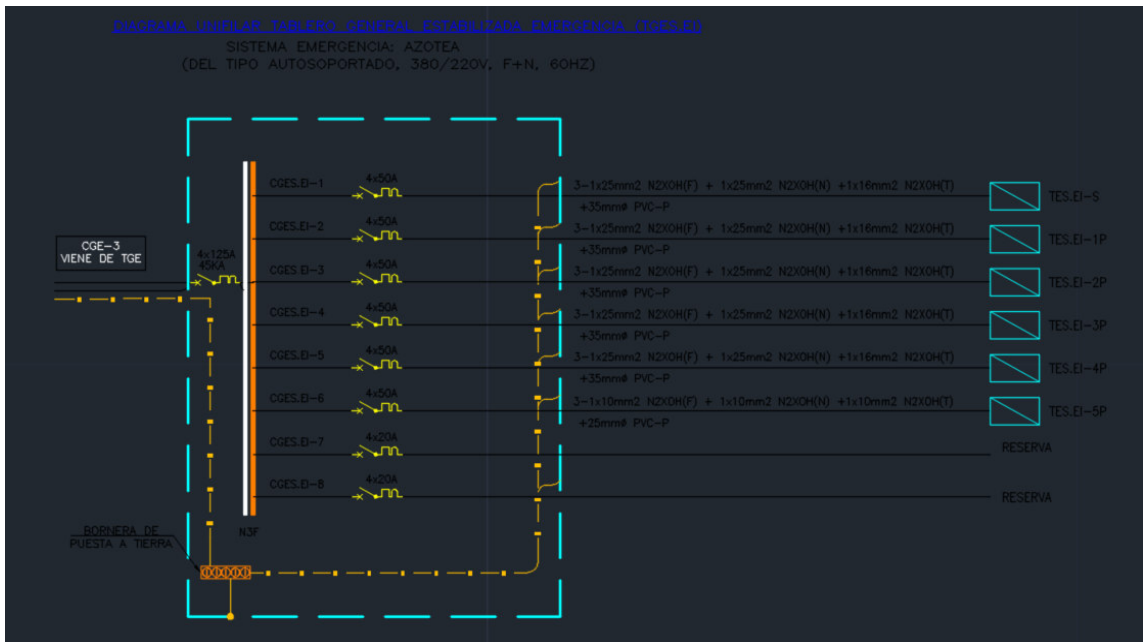 DIAGRAMA UNIFILAR TABLERO GENERAL ESTABILIZADA EMERGENCIA (TGES.EI)
SISTEMA EMERGENCIA: AZOTEA
(DEL TIPO AUTOSOPORTADO, 380/220V, F+N, 60HZ)
CGE-3
VIENE DE TGE
4x125A
45KA
CGES.EI-1
4x50A
3-1x25mm2 N2XOH(F) + 1x25mm2 N2XOH(N) +1x16mm2 N2XOH(T)
+35mmø PVC-P
TES.EI-S
CGES.EI-2
4x50A
3-1x25mm2 N2XOH(F) + 1x25mm2 N2XOH(N) +1x16mm2 N2XOH(T)
+35mmø PVC-P
TES.EI-1P
CGES.EI-3
4x50A
3-1x25mm2 N2XOH(F) + 1x25mm2 N2XOH(N) +1x16mm2 N2XOH(T)
+35mmø PVC-P
TES.EI-2P
CGES.EI-4
4x50A
3-1x25mm2 N2XOH(F) + 1x25mm2 N2XOH(N) +1x16mm2 N2XOH(T)
+35mmø PVC-P
TES.EI-3P
CGES.EI-5
4x50A
3-1x25mm2 N2XOH(F) + 1x25mm2 N2XOH(N) +1x16mm2 N2XOH(T)
+35mmø PVC-P
TES.EI-4P
CGES.EI-6
4x50A
3-1x10mm2 N2XOH(F) + 1x10mm2 N2XOH(N) +1x10mm2 N2XOH(T)
+25mmø PVC-P
TES.EI-5P
CGES.EI-7
4x20A
RESERVA
CGES.EI-8
4x20A
RESERVA
N3F
BORNERA DE
PUESTA A TIERRA